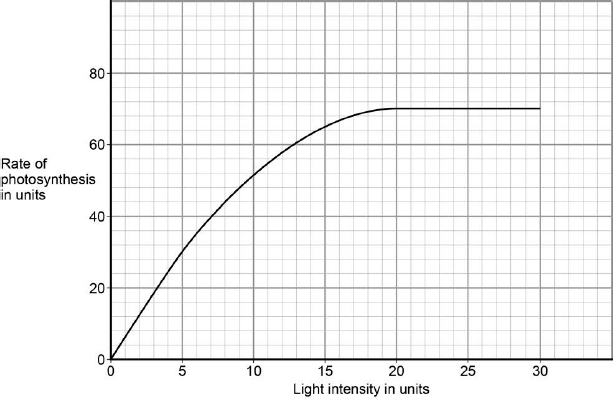 80
60
Rate of
photosynthesis
in units
40
20
0
0 5 10 15 20 25 30
Light intensity in units